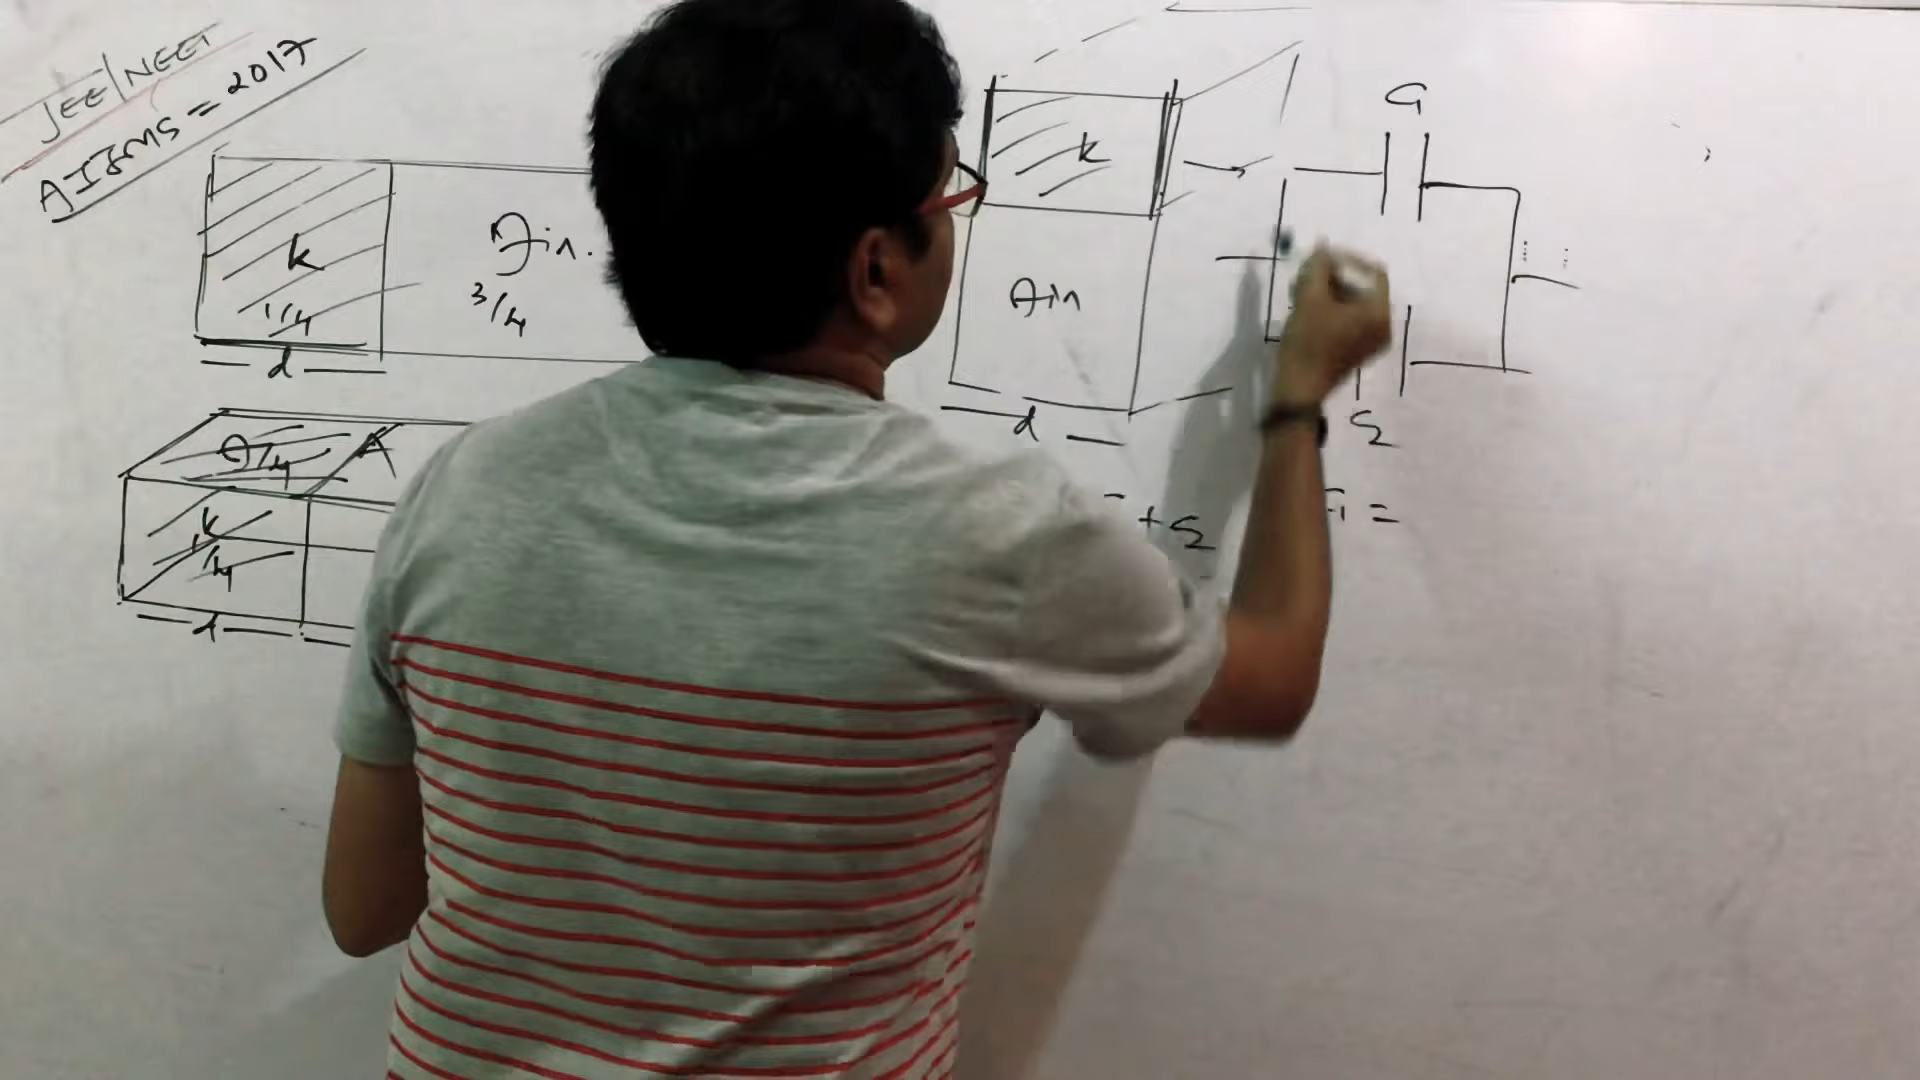 JEE/NEET
AIIMS = 2017
k
1/4
Air.
3/4
d
A/4
A
k
1/4
d
k
Air
d
C1
C2
+ C2
=